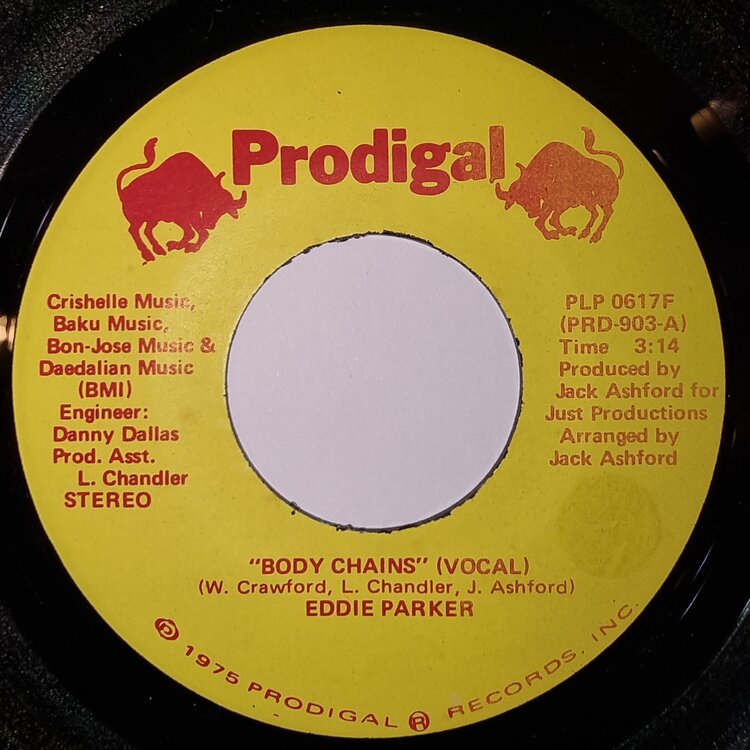 Prodigal
Crishelle Music,
Baku Music,
Bon-Jose Music &
Daedalian Music
(BMI)
Engineer:
Danny Dallas
Prod. Asst.
L. Chandler
STEREO
PLP 0617F
(PRD-903-A)
Time 3:14
Produced by
Jack Ashford for
Just Productions
Arranged by
Jack Ashford
"BODY CHAINS" (VOCAL)
(W. Crawford, L. Chandler, J. Ashford)
EDDIE PARKER
℗ 1975 PRODIGAL ® RECORDS, INC.